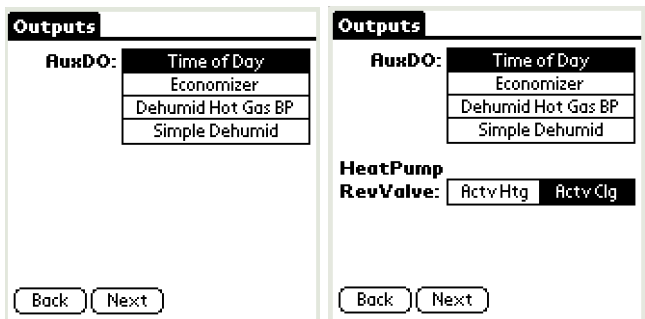 Outputs
AuxDO: Time of Day
Economizer
Dehumid Hot Gas BP
Simple Dehumid
Back Next
Outputs
AuxDO: Time of Day
Economizer
Dehumid Hot Gas BP
Simple Dehumid
HeatPump
RevValve: Actv Htg Actv Clg
Back Next